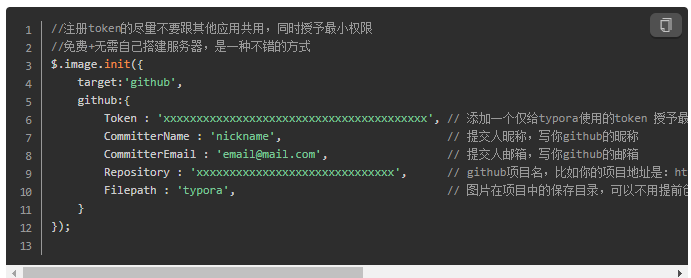 1 //注册token的尽量不要跟其他应用共用，同时授予最小权限
2 //免费+无需自己搭建服务器，是一种不错的方式
3 $.image.init({
4 target:'github',
5 github:{
6 Token : 'xxxxxxxxxxxxxxxxxxxxxxxxxxxxxxxxxxxxxxxx', // 添加一个仅给typora使用的token 授予最
7 CommitterName : 'nickname', // 提交人昵称，写你github的昵称
8 CommitterEmail : 'email@mail.com', // 提交人邮箱，写你github的邮箱
9 Repository : 'xxxxxxxxxxxxxxxxxxxxxxxxxxxxxx', // github项目名，比如你的项目地址是：ht
10 Filepath : 'typora', // 图片在项目中的保存目录，可以不用提前创
11 }
12 });
13